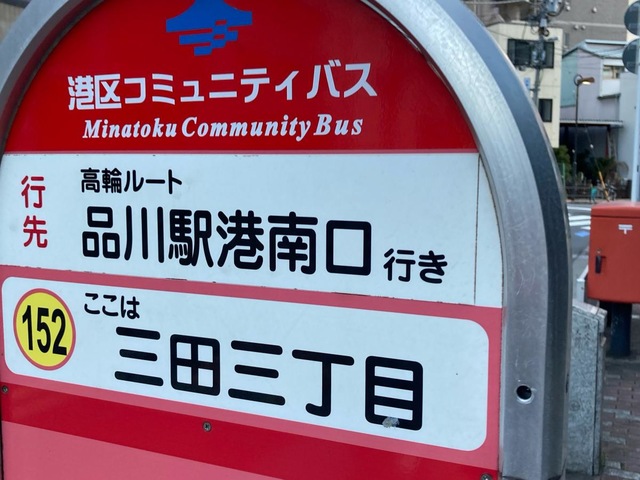 港区コミュニティバス
Minatoku Community Bus
行先
高輪ルート
品川駅港南口 行き
152
ここは
三田三丁目